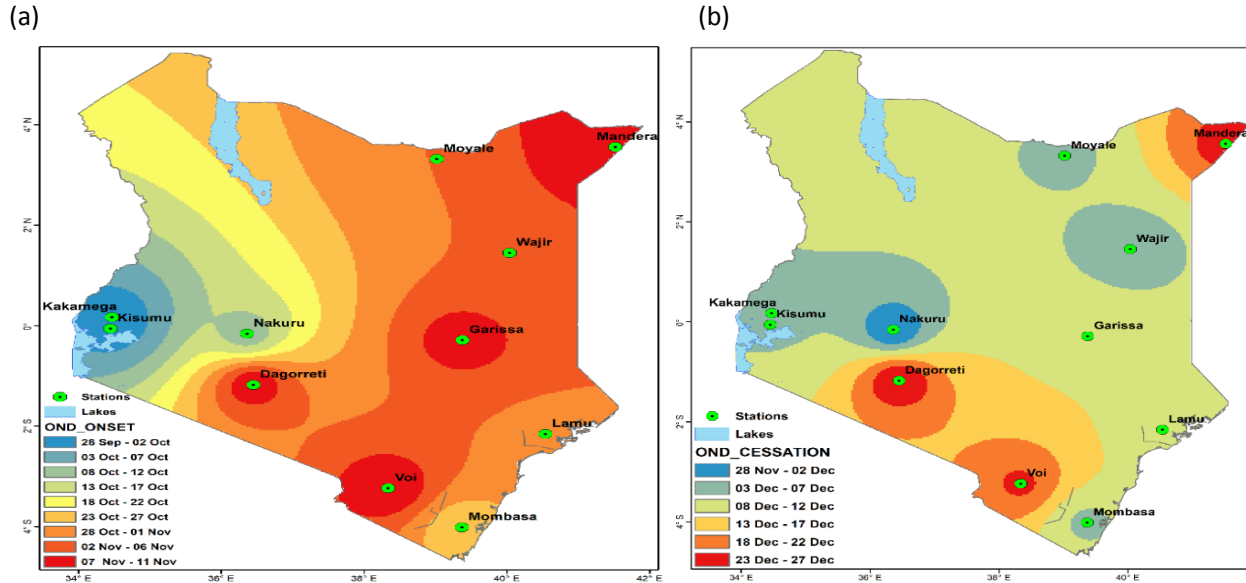 (a)
(b)
4° N
2° N
0°
2° S
4° S
34° E
36° E
38° E
40° E
42° E
Mandera
Moyale
Wajir
Kakamega
Kisumu
Nakuru
Garissa
Dagorreti
Lamu
Voi
Mombasa
Stations
Lakes
OND_ONSET
28 Sep - 02 Oct
03 Oct - 07 Oct
08 Oct - 12 Oct
13 Oct - 17 Oct
18 Oct - 22 Oct
23 Oct - 27 Oct
28 Oct - 01 Nov
02 Nov - 06 Nov
07 Nov - 11 Nov
4° N
2° N
0°
2° S
4° S
34° E
36° E
38° E
40° E
Mandera
Moyale
Wajir
Kakamega
Kisumu
Nakuru
Garissa
Dagorreti
Lamu
Voi
Mombasa
Stations
Lakes
OND_CESSATION
28 Nov - 02 Dec
03 Dec - 07 Dec
08 Dec - 12 Dec
13 Dec - 17 Dec
18 Dec - 22 Dec
23 Dec - 27 Dec